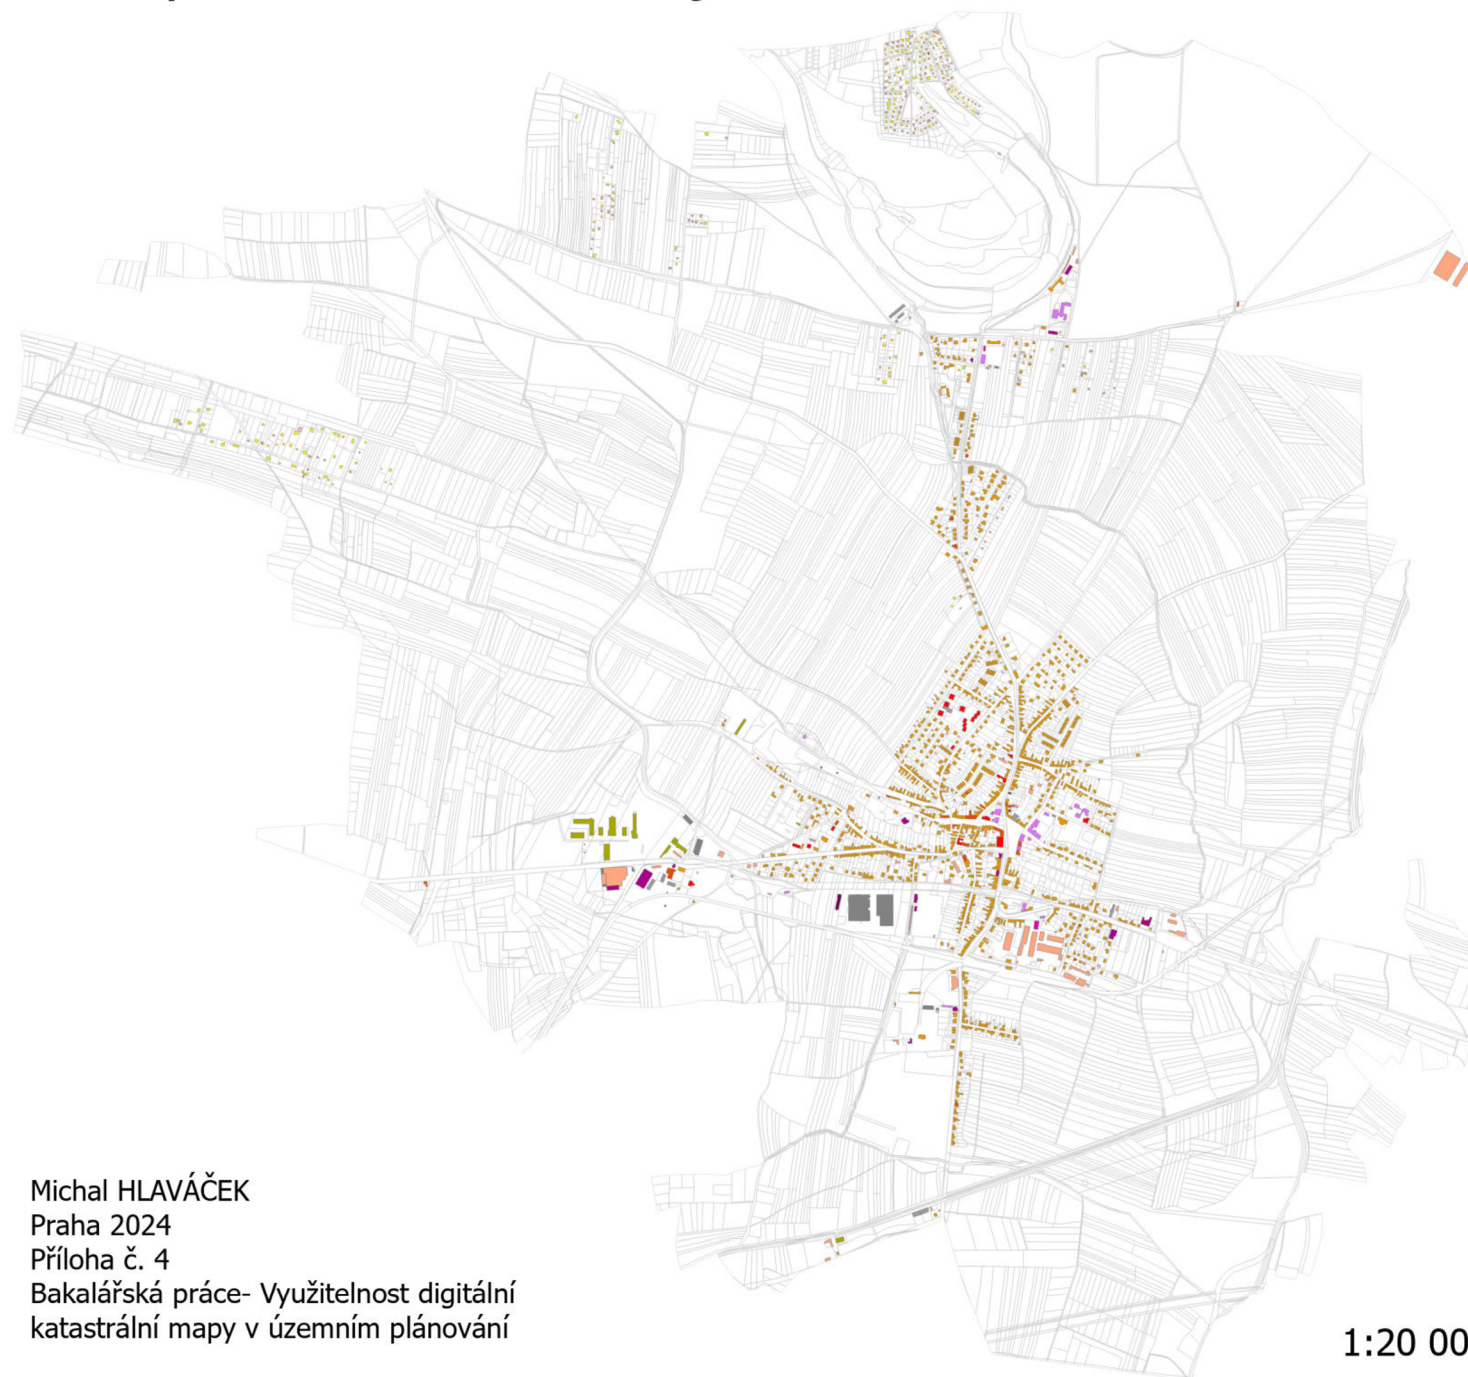 Michal HLAVÁČEK
Praha 2024
Příloha č. 4
Bakalářská práce- Využitelnost digitální
katastrální mapy v územním plánování
1:20 00